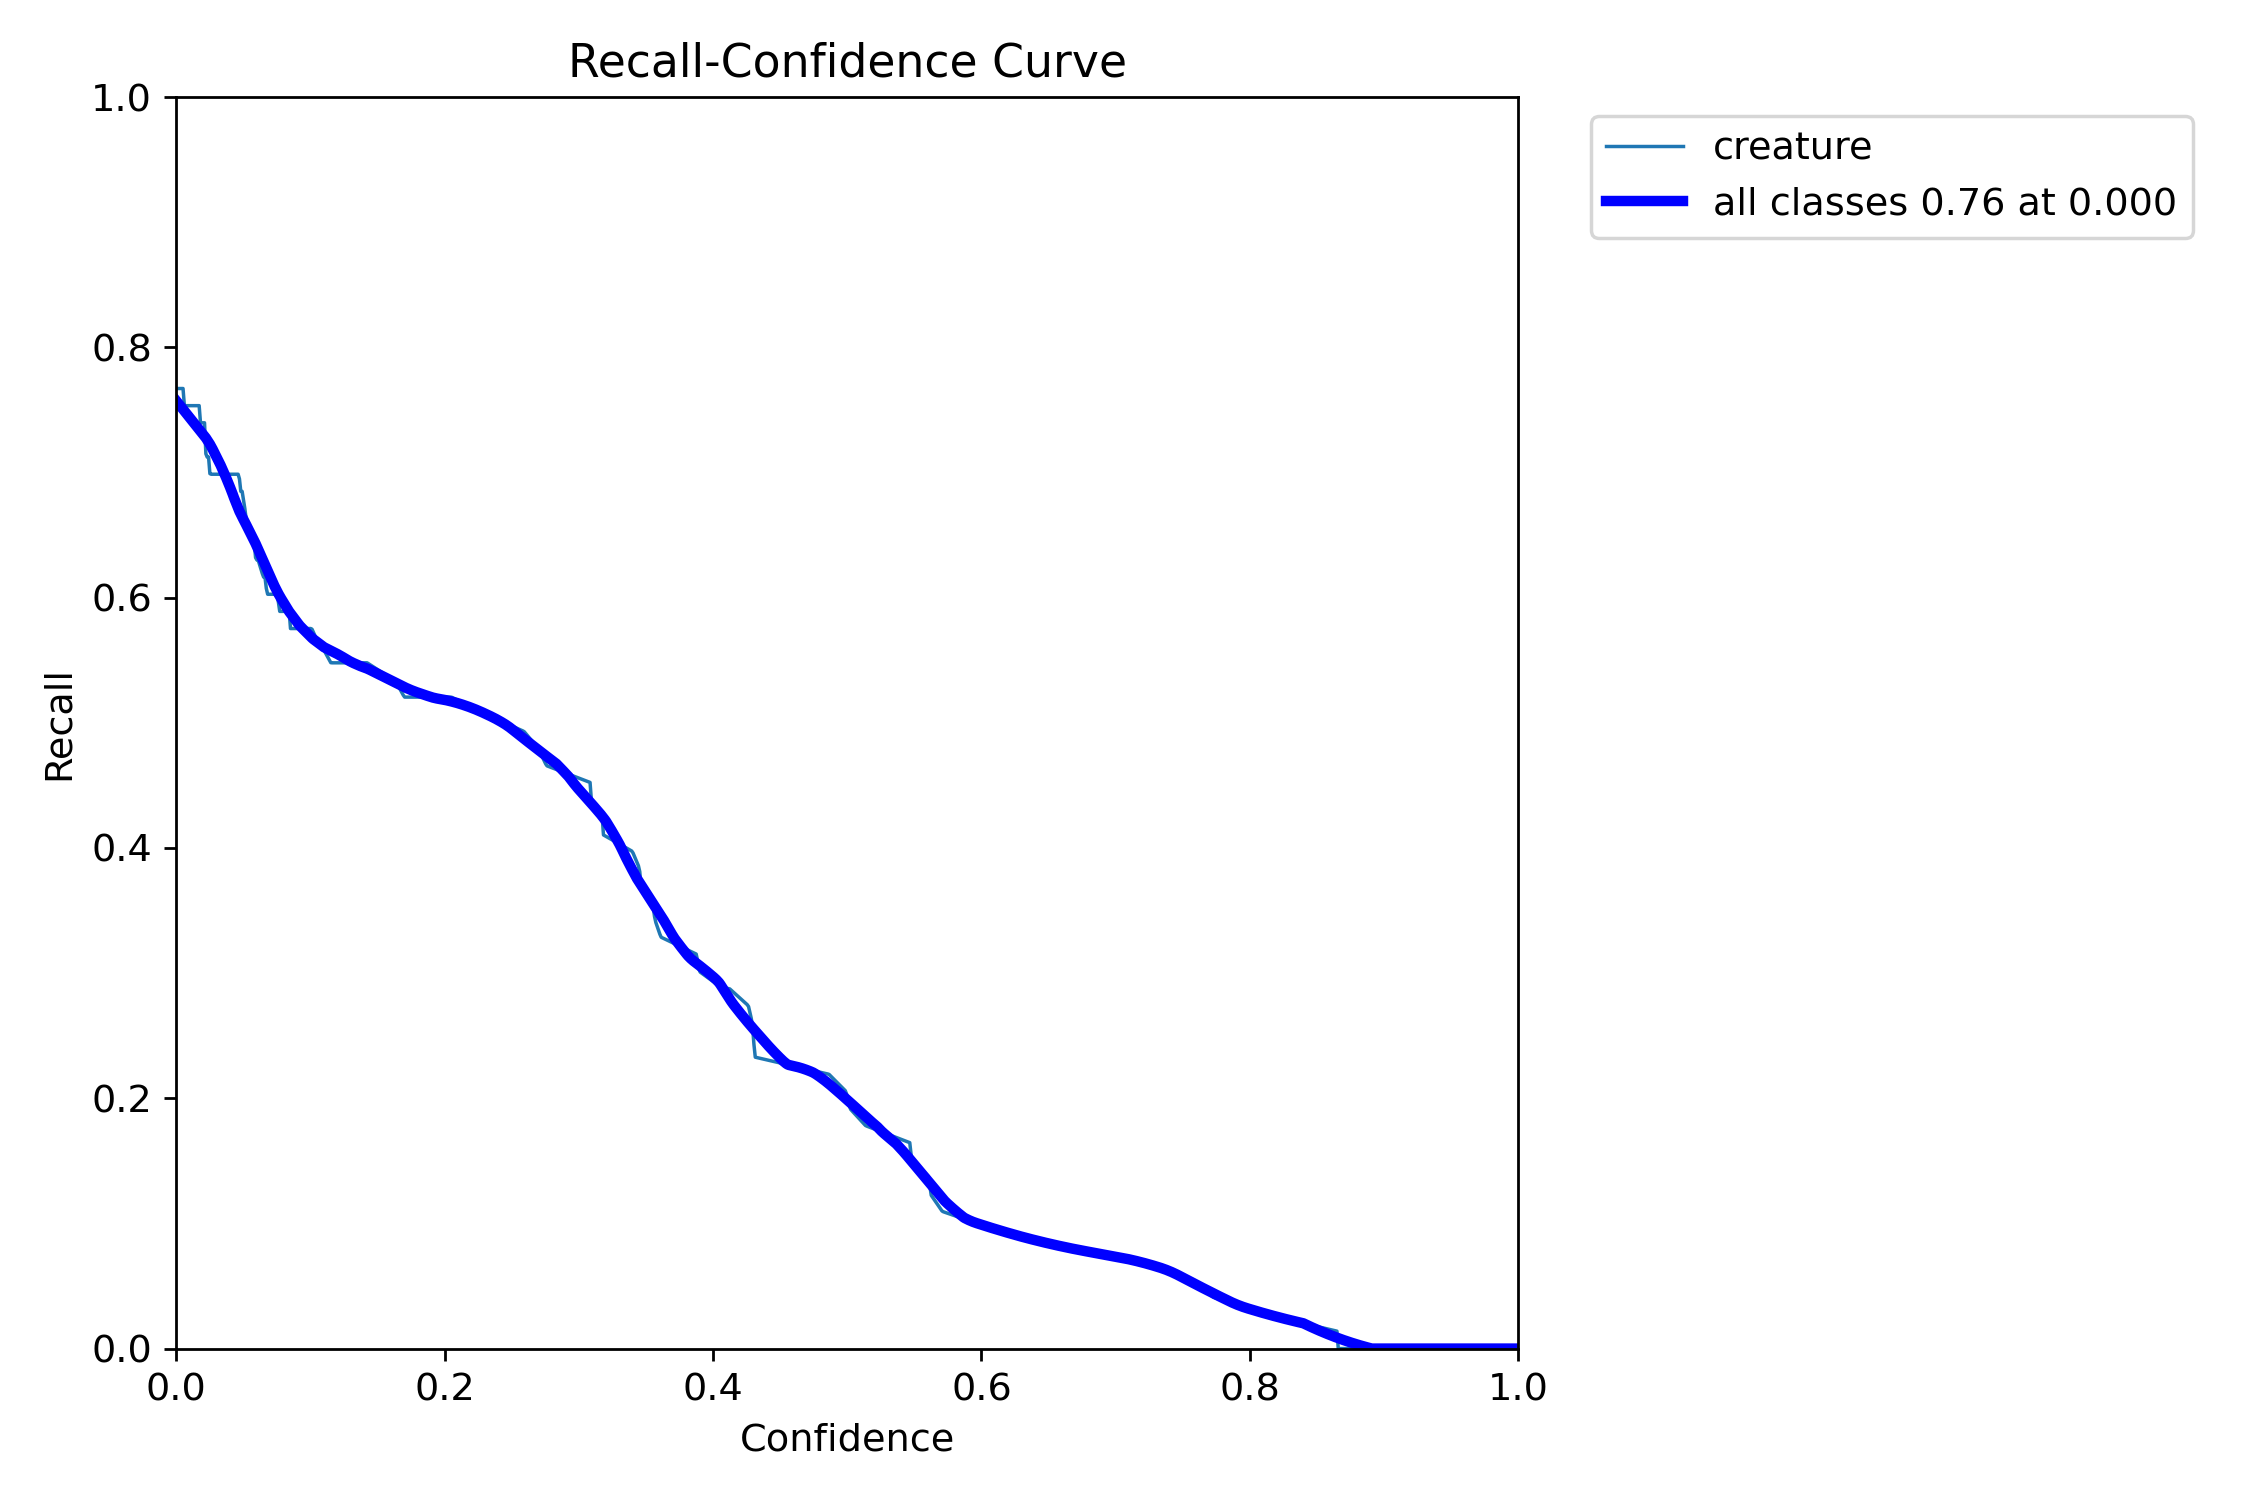 Recall-Confidence Curve
creature
all classes 0.76 at 0.000
Recall
1.0
0.8
0.6
0.4
0.2
0.0
0.0 0.2 0.4 0.6 0.8 1.0
Confidence